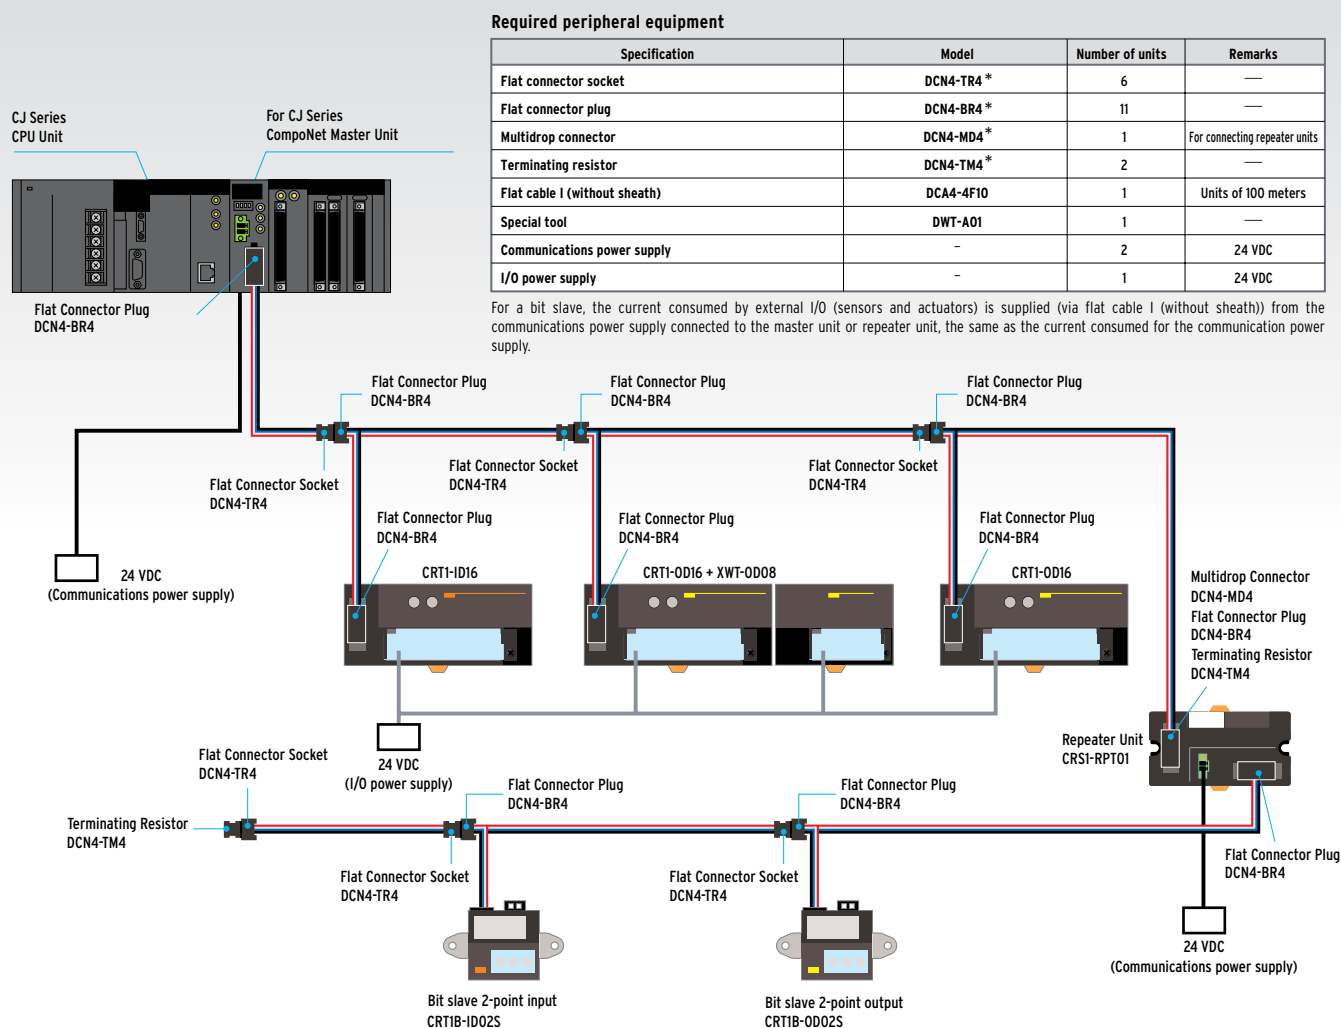 Required peripheral equipment
Specification Model Number of units Remarks
Flat connector socket DCN4-TR4* 6 —
Flat connector plug DCN4-BR4* 11 —
Multidrop connector DCN4-MD4* 1 For connecting repeater units
Terminating resistor DCN4-TM4* 2 —
Flat cable I (without sheath) DCA4-4F10 1 Units of 100 meters
Special tool DWT-A01 1 —
Communications power supply – 2 24 VDC
I/O power supply – 1 24 VDC
For a bit slave, the current consumed by external I/O (sensors and actuators) is supplied (via flat cable I (without sheath)) from the
communications power supply connected to the master unit or repeater unit, the same as the current consumed for the communication power
supply.
CJ Series
CPU Unit
For CJ Series
CompoNet Master Unit
Flat Connector Plug
DCN4-BR4
Flat Connector Plug
DCN4-BR4
Flat Connector Plug
DCN4-BR4
Flat Connector Plug
DCN4-BR4
Flat Connector Socket
DCN4-TR4
Flat Connector Socket
DCN4-TR4
Flat Connector Socket
DCN4-TR4
Flat Connector Plug
DCN4-BR4
Flat Connector Plug
DCN4-BR4
Flat Connector Plug
DCN4-BR4
24 VDC
(Communications power supply)
CRT1-ID16
CRT1-OD16 + XWT-OD08
CRT1-OD16
Multidrop Connector
DCN4-MD4
Flat Connector Plug
DCN4-BR4
Terminating Resistor
DCN4-TM4
Repeater Unit
CRS1-RPT01
24 VDC
(I/O power supply)
Flat Connector Socket
DCN4-TR4
Flat Connector Plug
DCN4-BR4
Flat Connector Plug
DCN4-BR4
Terminating Resistor
DCN4-TM4
Flat Connector Socket
DCN4-TR4
Flat Connector Socket
DCN4-TR4
Flat Connector Plug
DCN4-BR4
24 VDC
(Communications power supply)
Bit slave 2-point input
CRT1B-ID02S
Bit slave 2-point output
CRT1B-OD02S